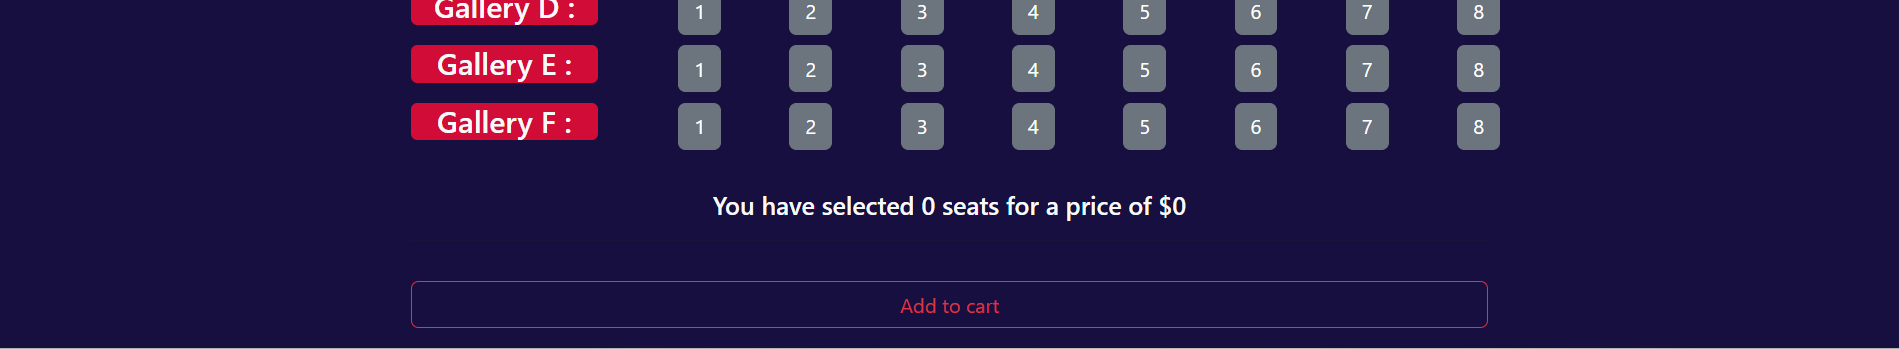 Gallery D : 1 2 3 4 5 6 7 8
Gallery E : 1 2 3 4 5 6 7 8
Gallery F : 1 2 3 4 5 6 7 8
You have selected 0 seats for a price of $0
Add to cart